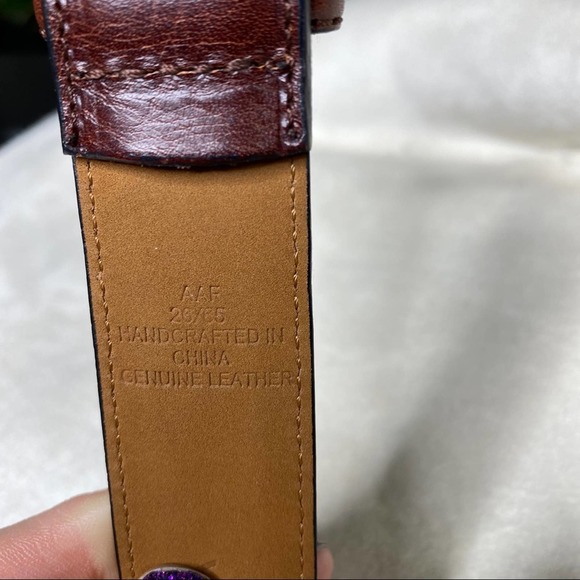 AAF
26/65
HANDCRAFTED IN
CHINA
GENUINE LEATHER